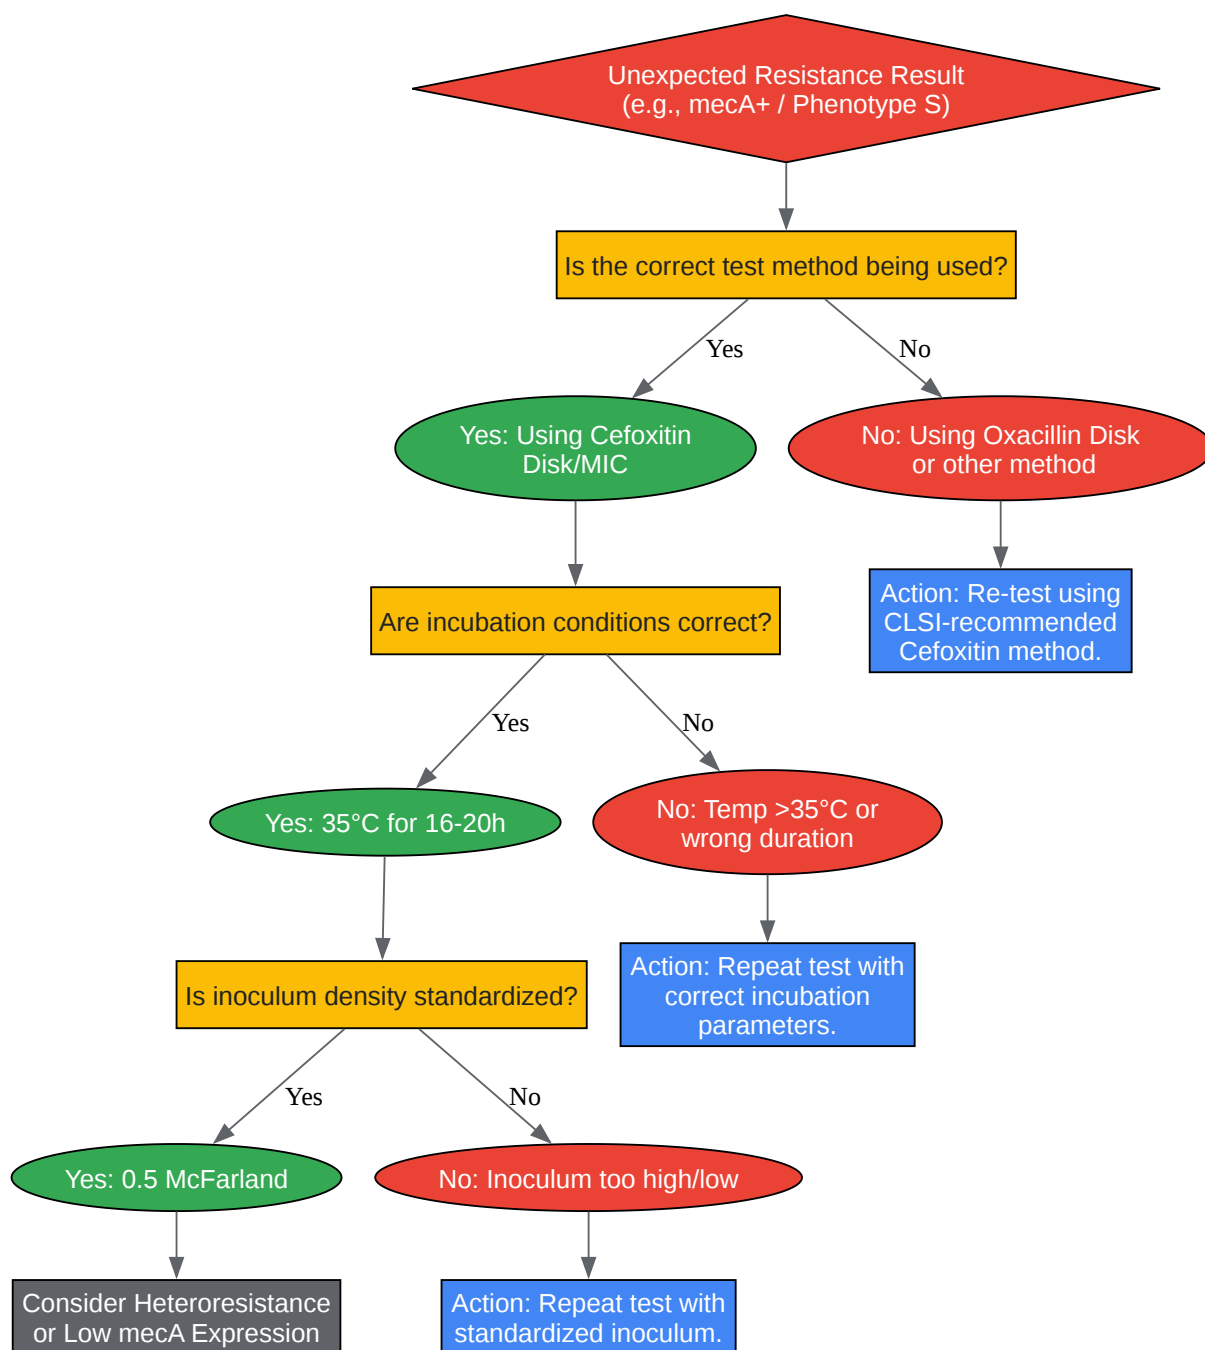 Unexpected Resistance Result
(e.g., mecA+ / Phenotype S)
Is the correct test method being used?
Yes
No
Yes: Using Cefoxitin
Disk/MIC
No: Using Oxacillin Disk
or other method
Are incubation conditions correct?
Action: Re-test using
CLSI-recommended
Cefoxitin method.
Yes
No
Yes: 35°C for 16-20h
No: Temp >35°C or
wrong duration
Is inoculum density standardized?
Action: Repeat test with
correct incubation
parameters.
Yes
No
Yes: 0.5 McFarland
No: Inoculum too high/low
Consider Heteroresistance
or Low mecA Expression
Action: Repeat test with
standardized inoculum.